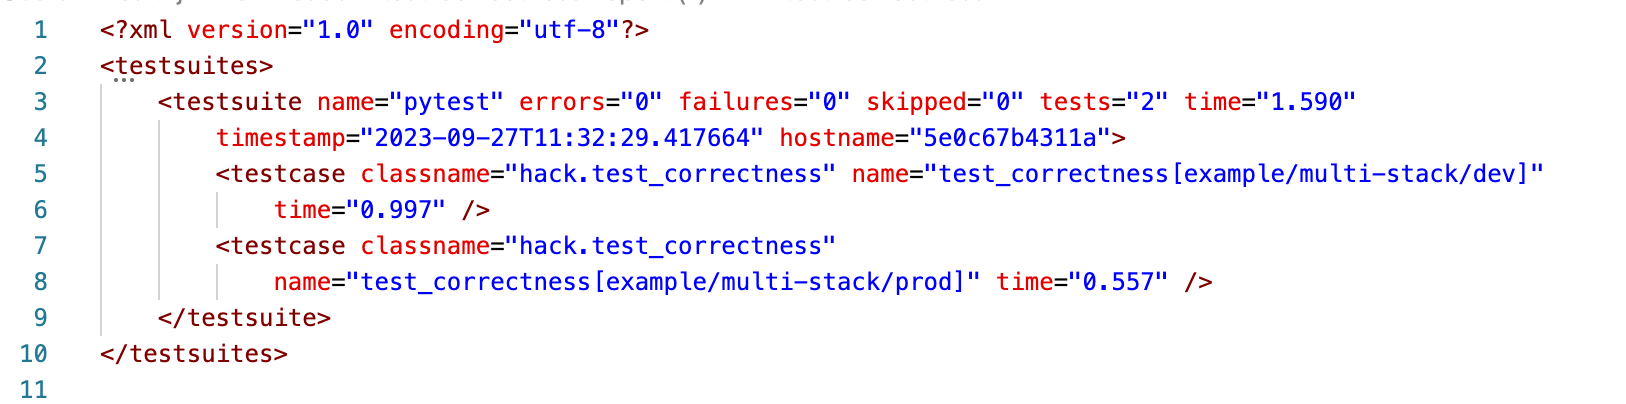 1 <?xml version="1.0" encoding="utf-8"?>
2 <testsuites>
3 <testsuite name="pytest" errors="0" failures="0" skipped="0" tests="2" time="1.590"
4 timestamp="2023-09-27T11:32:29.417664" hostname="5e0c67b4311a">
5 <testcase classname="hack.test_correctness" name="test_correctness[example/multi-stack/dev]"
6 time="0.997" />
7 <testcase classname="hack.test_correctness"
8 name="test_correctness[example/multi-stack/prod]" time="0.557" />
9 </testsuite>
10 </testsuites>
11